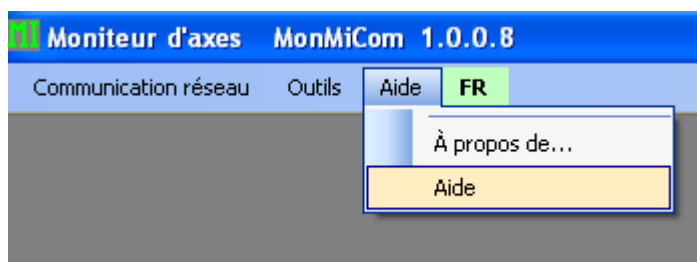 MI Moniteur d'axes MonMiCom 1.0.0.8
Communication réseau Outils Aide FR
À propos de...
Aide